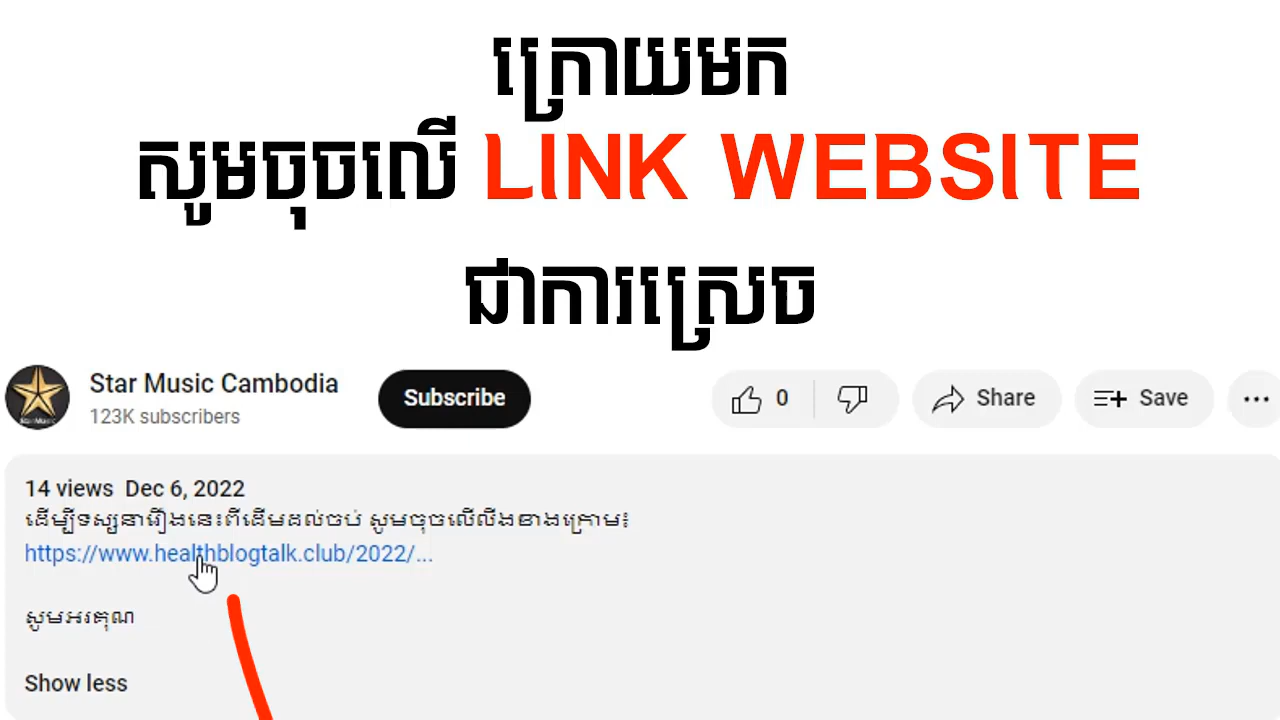 ក្រោយមក
សូមចុចលើ LINK WEBSITE
ជាការស្រេច
Star Music Cambodia
123K subscribers
Subscribe
0
Share
Save
14 views Dec 6, 2022
ដើម្បីទស្សនារឿងនេះពីដើមដល់ចប់ សូមចុចលើលីងខាងក្រោម៖
https://www.healthblogtalk.club/2022/...
សូមអរគុណ
Show less